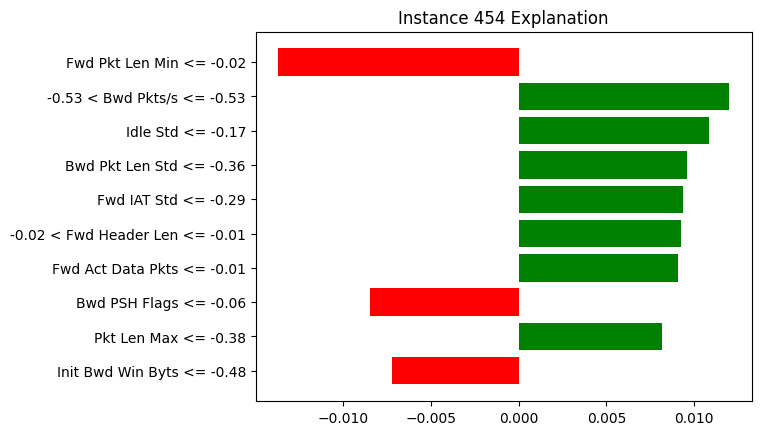 Instance 454 Explanation
Fwd Pkt Len Min <= -0.02
-0.53 < Bwd Pkts/s <= -0.53
Idle Std <= -0.17
Bwd Pkt Len Std <= -0.36
Fwd IAT Std <= -0.29
-0.02 < Fwd Header Len <= -0.01
Fwd Act Data Pkts <= -0.01
Bwd PSH Flags <= -0.06
Pkt Len Max <= -0.38
Init Bwd Win Byts <= -0.48
−0.010 −0.005 0.000 0.005 0.010